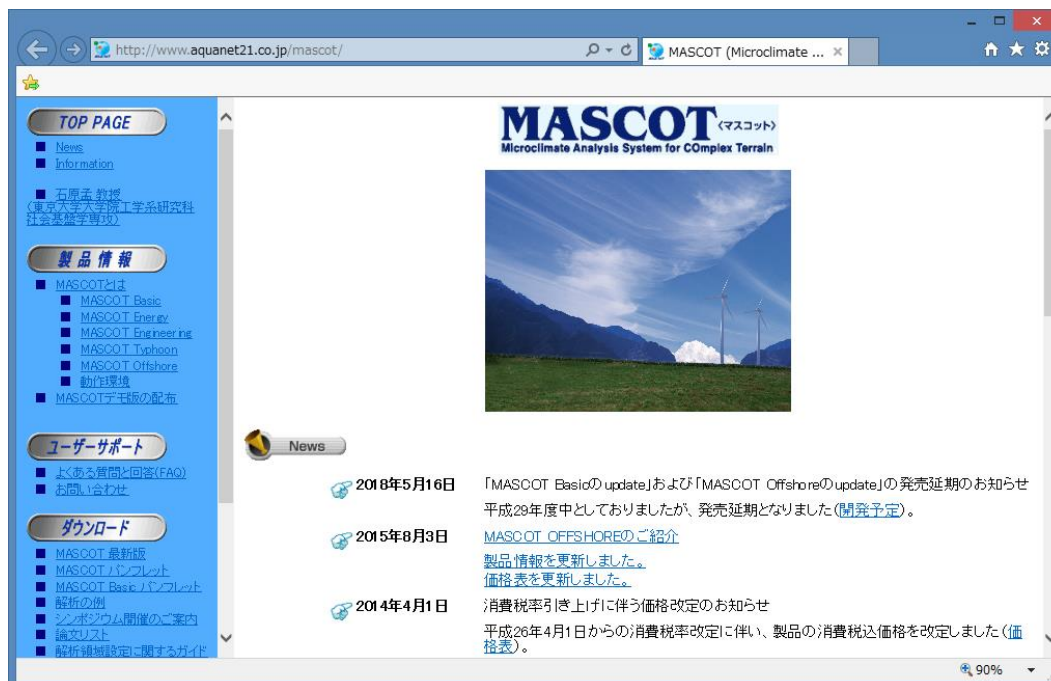 http://www.aquanet21.co.jp/mascot/
MASCOT (Microclimate ...
TOP PAGE
News
Information
石原孟 教授
(東京大学大学院工学系研究科
社会基盤学専攻)
製品情報
MASCOTとは
MASCOT Basic
MASCOT Energy
MASCOT Engineering
MASCOT Typhoon
MASCOT Offshore
動作環境
MASCOTデモ版の配布
ユーザーサポート
よくある質問と回答(FAQ)
お問い合わせ
ダウンロード
MASCOT 最新版
MASCOT パンフレット
MASCOT Basic パンフレット
解析の例
シンポジウム開催のご案内
論文リスト
解析領域設定に関するガイド
MASCOT〈マスコット〉
Microclimate Analysis System for COmplex Terrain
News
2018年5月16日 「MASCOT Basicのupdate」および「MASCOT Offshoreのupdate」の発売延期のお知らせ
平成29年度中としておりましたが、発売延期となりました(開発予定)。
2015年8月3日 MASCOT OFFSHOREのご紹介
製品情報を更新しました。
価格表を更新しました。
2014年4月1日 消費税率引き上げに伴う価格改定のお知らせ
平成26年4月1日からの消費税率改定に伴い、製品の消費税込価格を改定しました(価
格表)。
90%